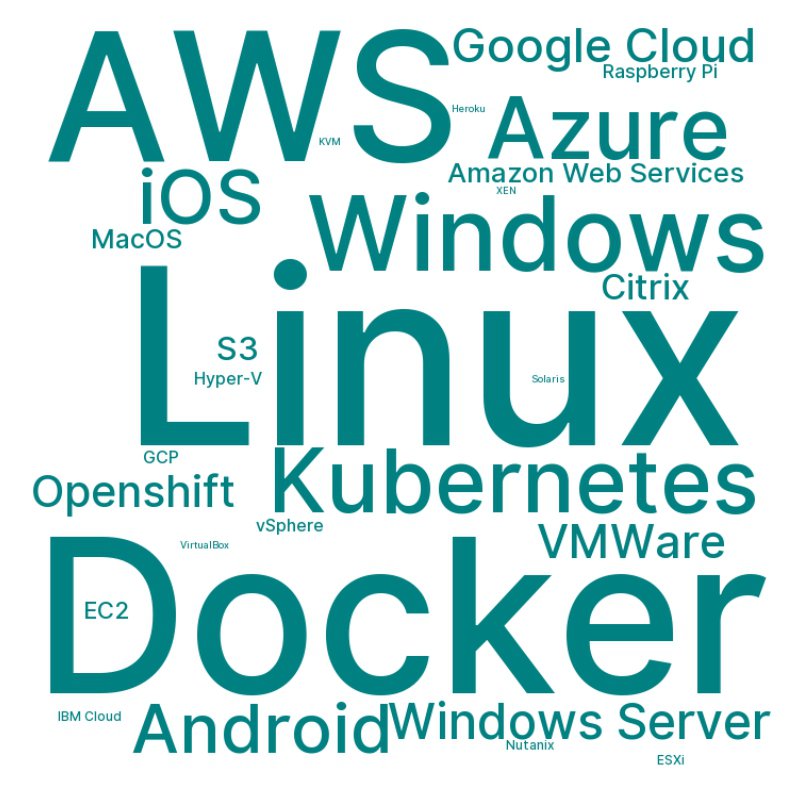 AWS
Google Cloud
Raspberry Pi
Heroku
KVM
Azure
Amazon Web Services
XEN
iOS
Windows
MacOS
Citrix
Linux
S3
Hyper-V
Solaris
GCP
Kubernetes
Openshift
vSphere
VMWare
VirtualBox
Docker
EC2
IBM Cloud
Android
Windows Server
Nutanix
ESXi